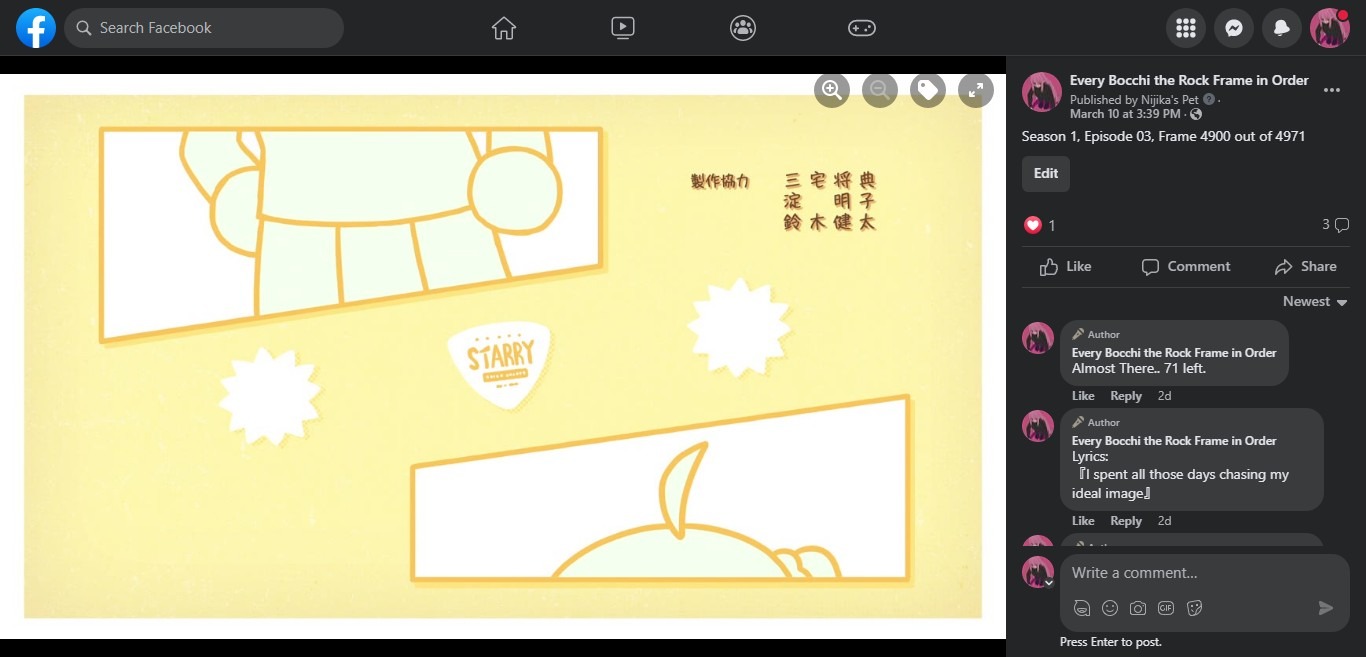 Search Facebook
製作協力 三宅将典
淀 明子
鈴木健太
STARRY
Every Bocchi the Rock Frame in Order
Published by Nijika's Pet ·
March 10 at 3:39 PM ·
Season 1, Episode 03, Frame 4900 out of 4971
Edit
1
3
Like Comment Share
Newest
Author
Every Bocchi the Rock Frame in Order
Almost There.. 71 left.
Like Reply 2d
Author
Every Bocchi the Rock Frame in Order
Lyrics:
『I spent all those days chasing my
ideal image』
Like Reply 2d
Write a comment...
GIF
Press Enter to post.